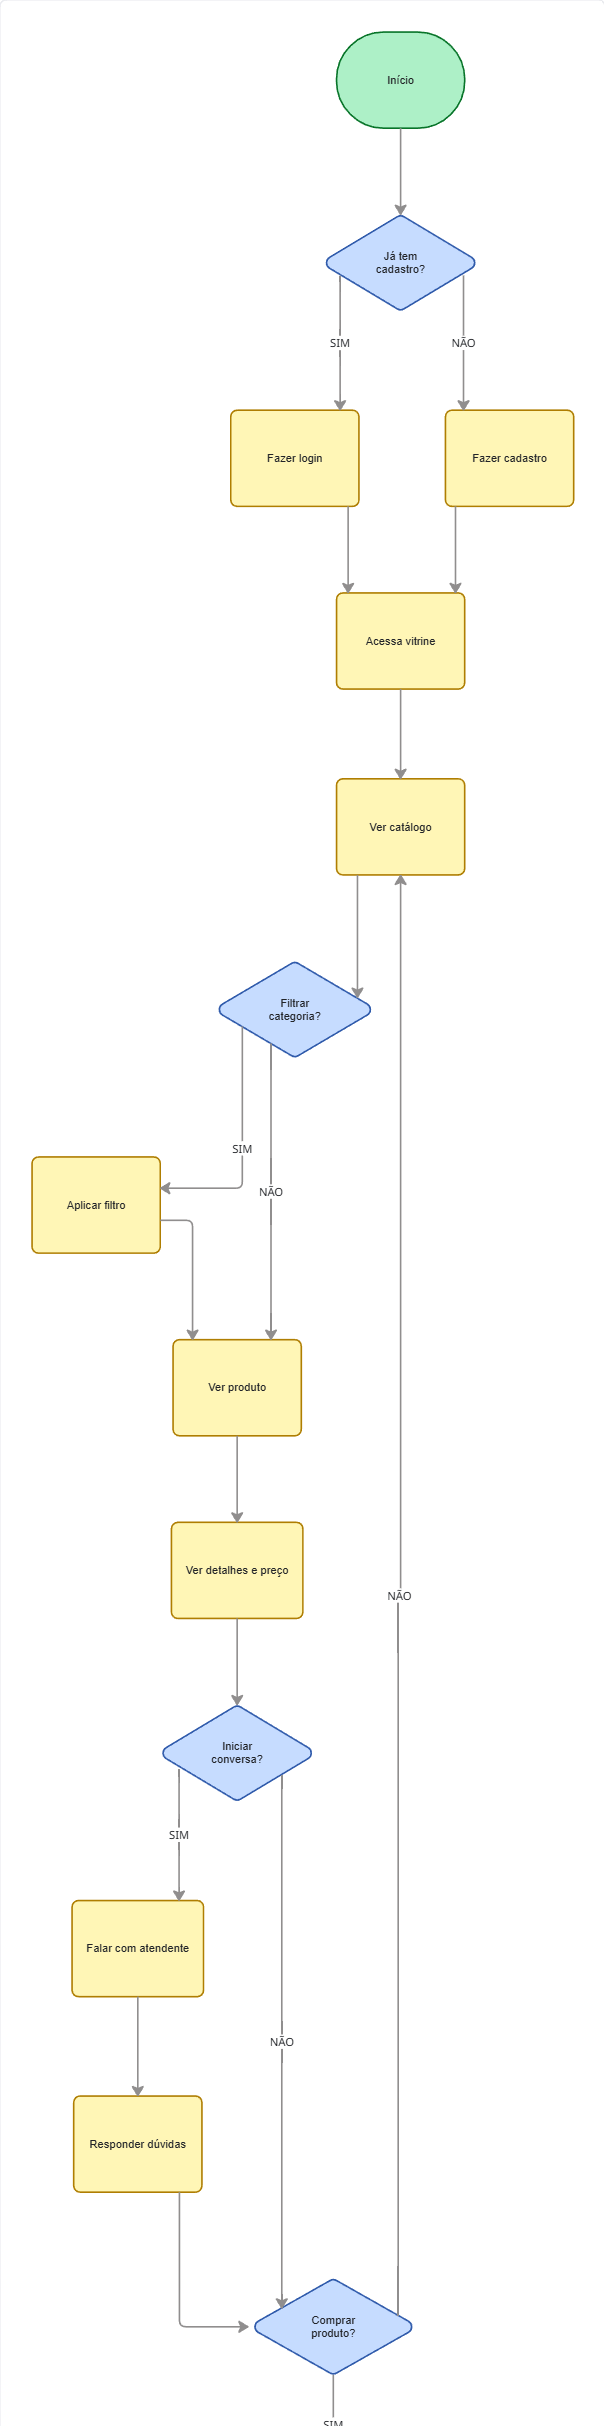 Início
Já tem
cadastro?
SIM
NÃO
Fazer login
Fazer cadastro
Acessa vitrine
Ver catálogo
Filtrar
categoria?
SIM
NÃO
Aplicar filtro
Ver produto
Ver detalhes e preço
NÃO
Iniciar
conversa?
SIM
Falar com atendente
NÃO
Responder dúvidas
Comprar
produto?
SIM